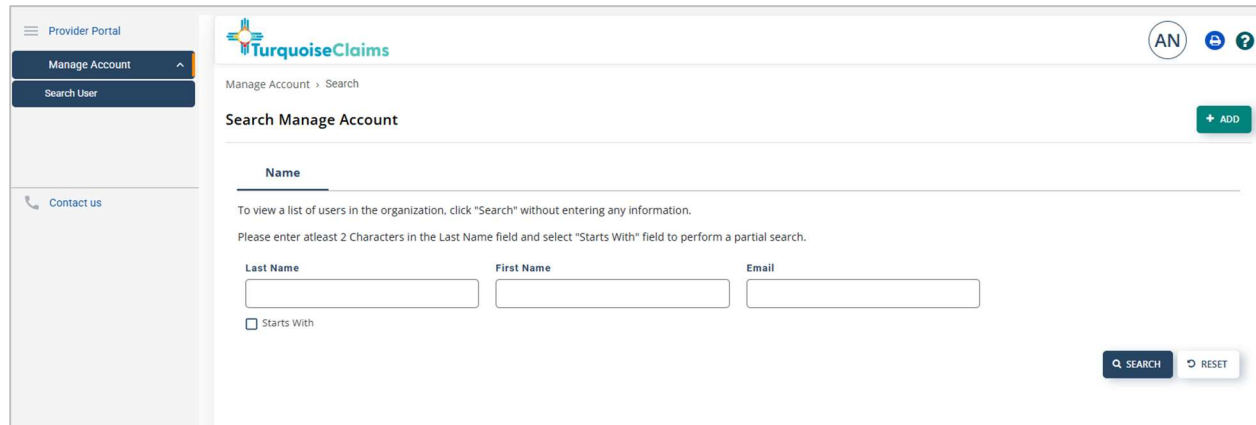 Provider Portal
Manage Account
Search User
Contact us
TurquoiseClaims
AN
?
Manage Account › Search
Search Manage Account
+ ADD
Name
To view a list of users in the organization, click "Search" without entering any information.
Please enter atleast 2 Characters in the Last Name field and select "Starts With" field to perform a partial search.
Last Name First Name Email
Starts With
SEARCH RESET